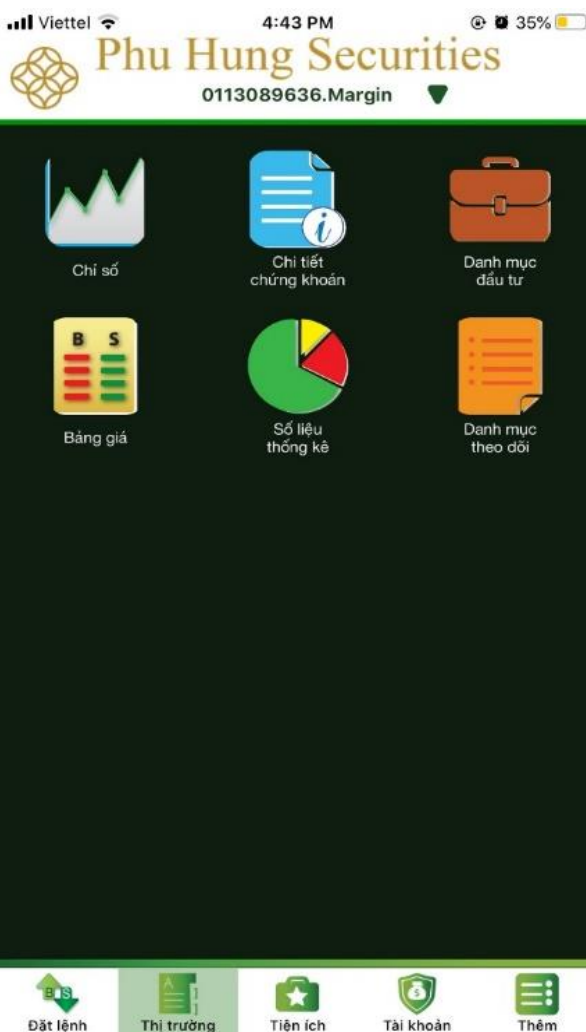 Viettel 4:43 PM 35%
Phu Hung Securities
0113089636.Margin
Chỉ số
Chi tiết
chứng khoán
Danh mục
đầu tư
B S
Bảng giá
Số liệu
thống kê
Danh mục
theo dõi
B S
Đặt lệnh
A
Thị trường
Tiện ích
$
Tài khoản
Thêm